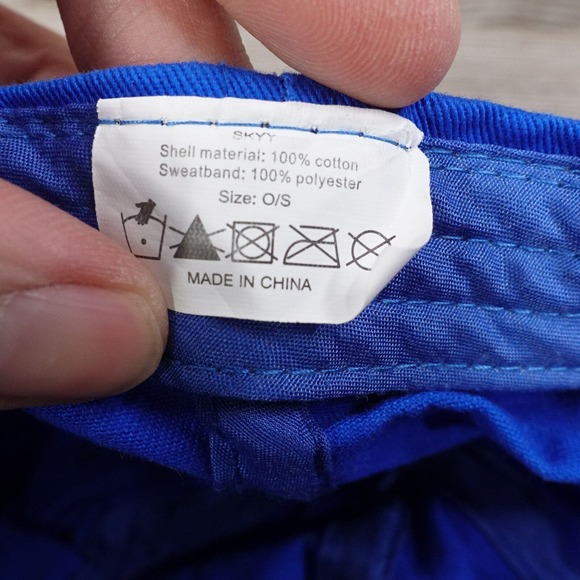 SKYY
Shell material: 100% cotton
Sweatband: 100% polyester
Size: O/S
MADE IN CHINA